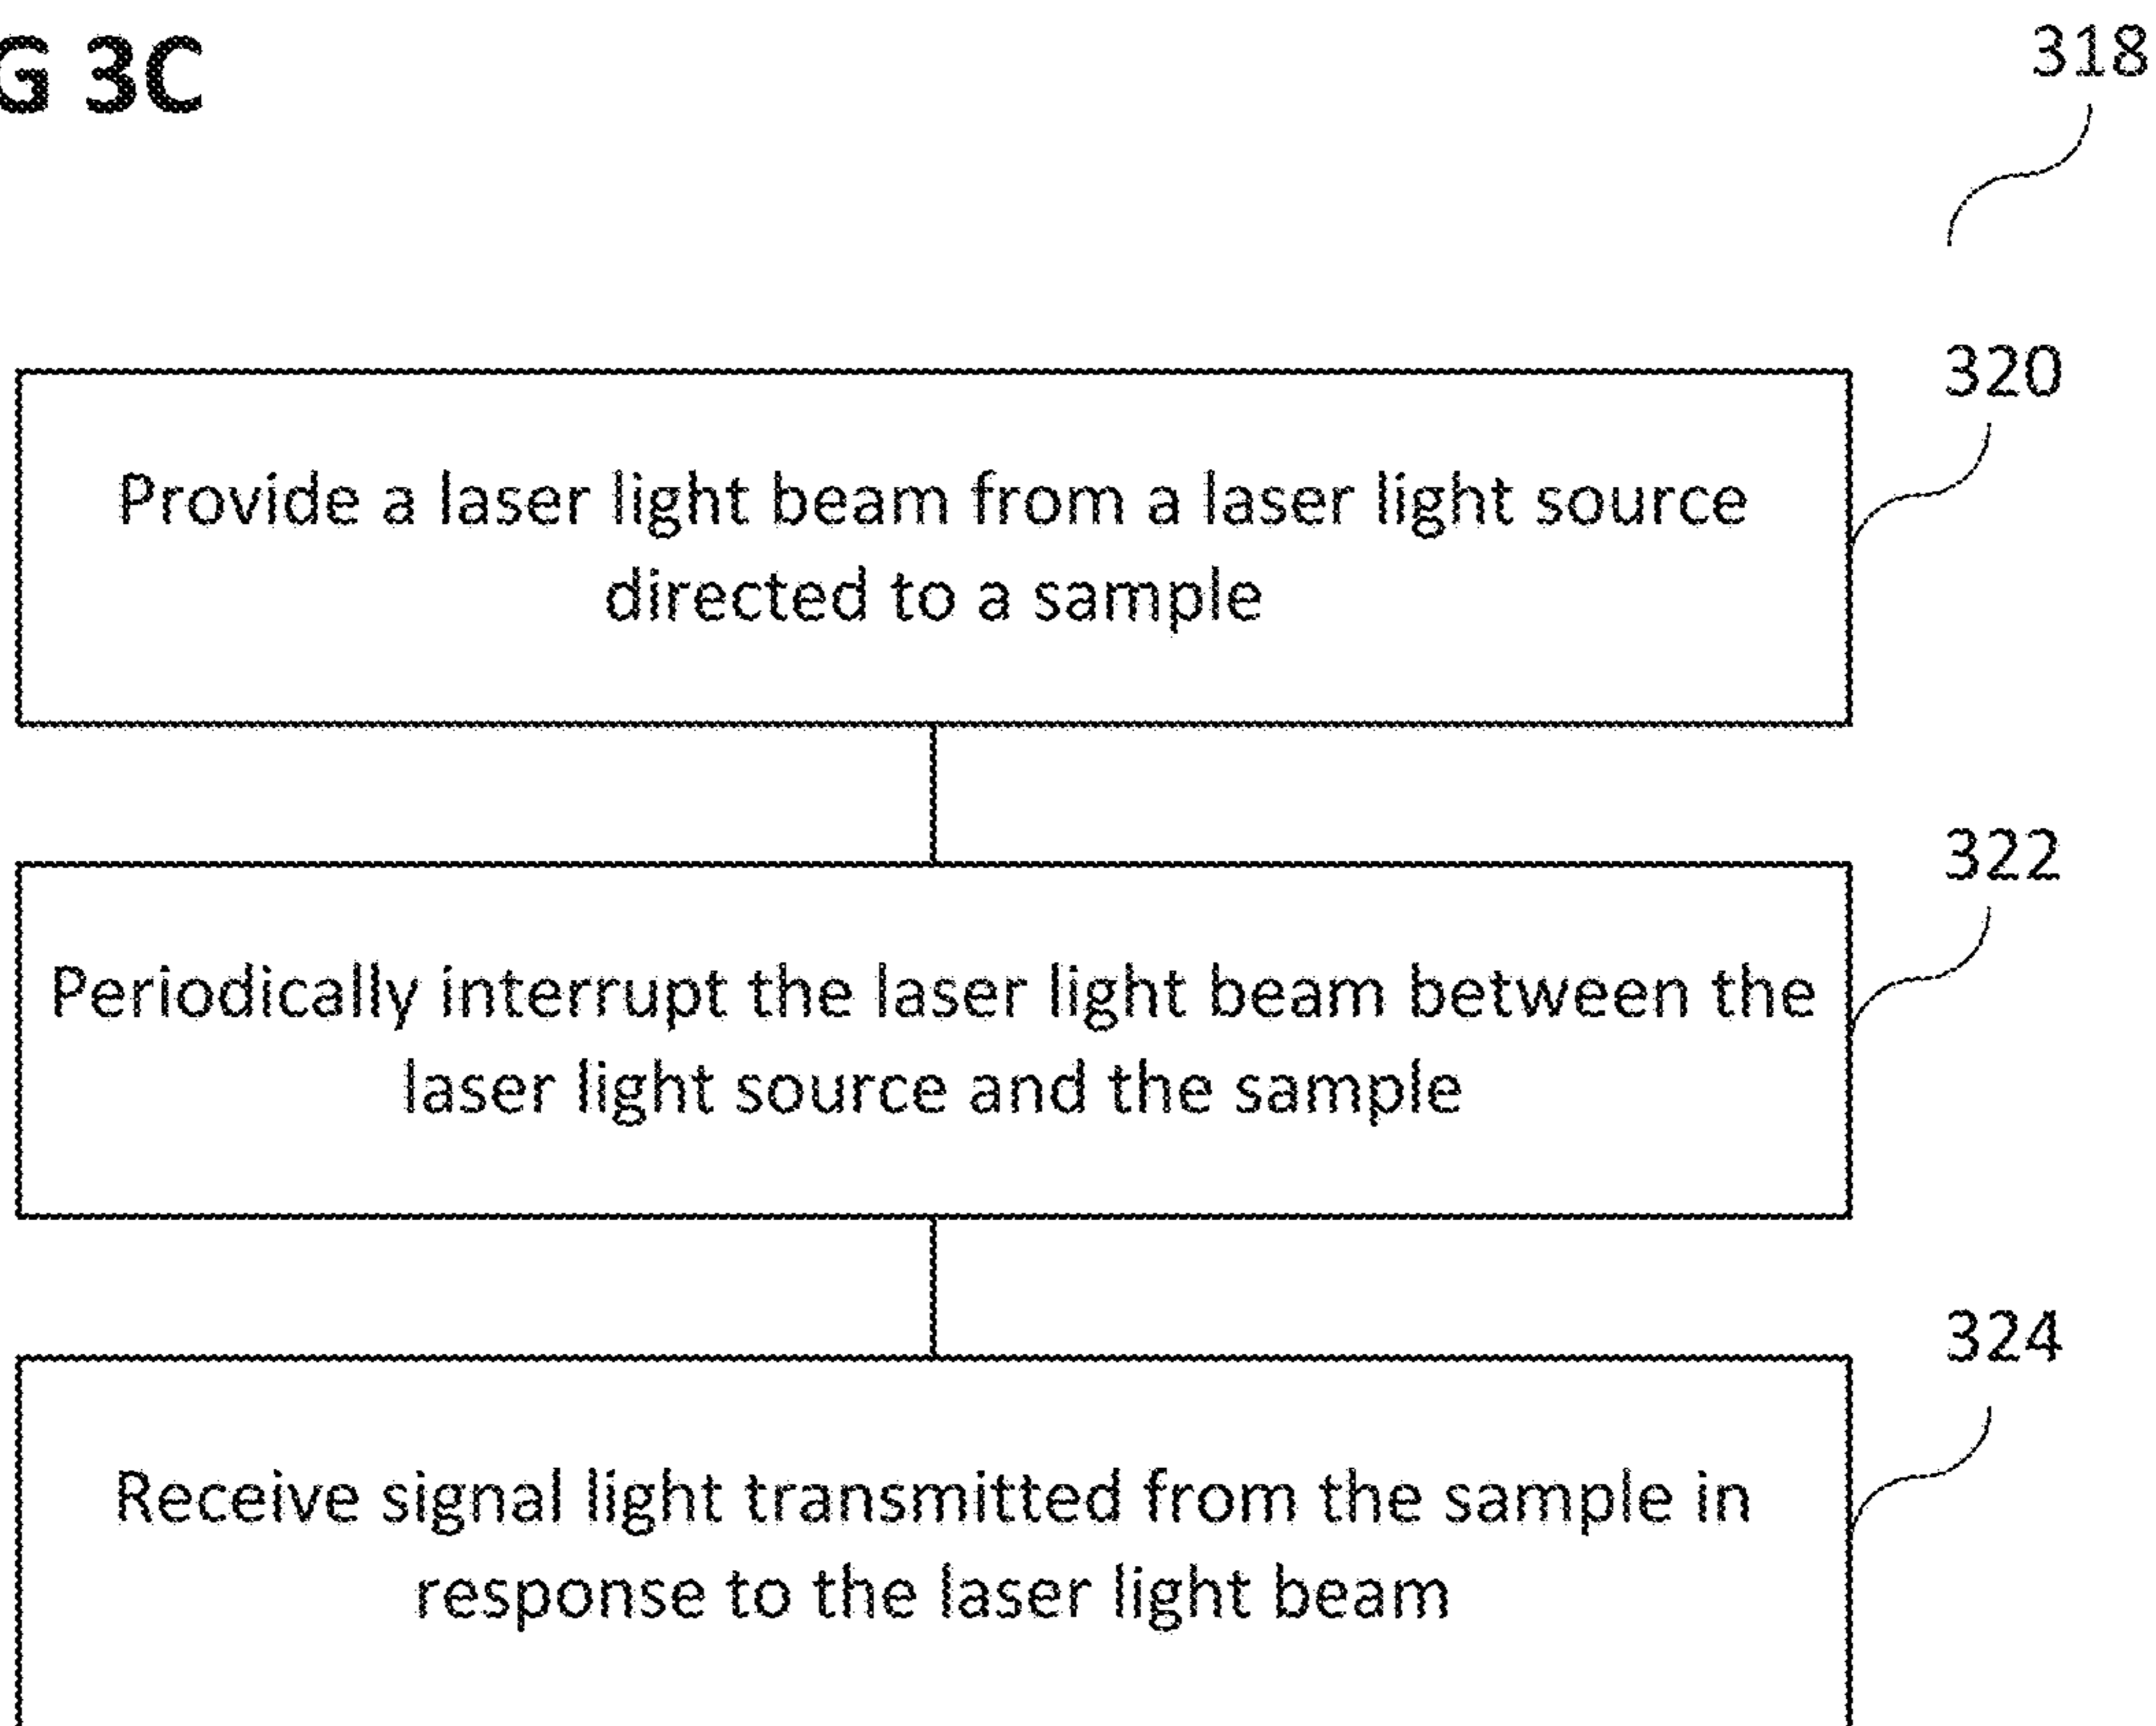 G 3C
318
320
Provide a laser light beam from a laser light source
directed to a sample
322
Periodically interrupt the laser light beam between the
laser light source and the sample
324
Receive signal light transmitted from the sample in
response to the laser light beam